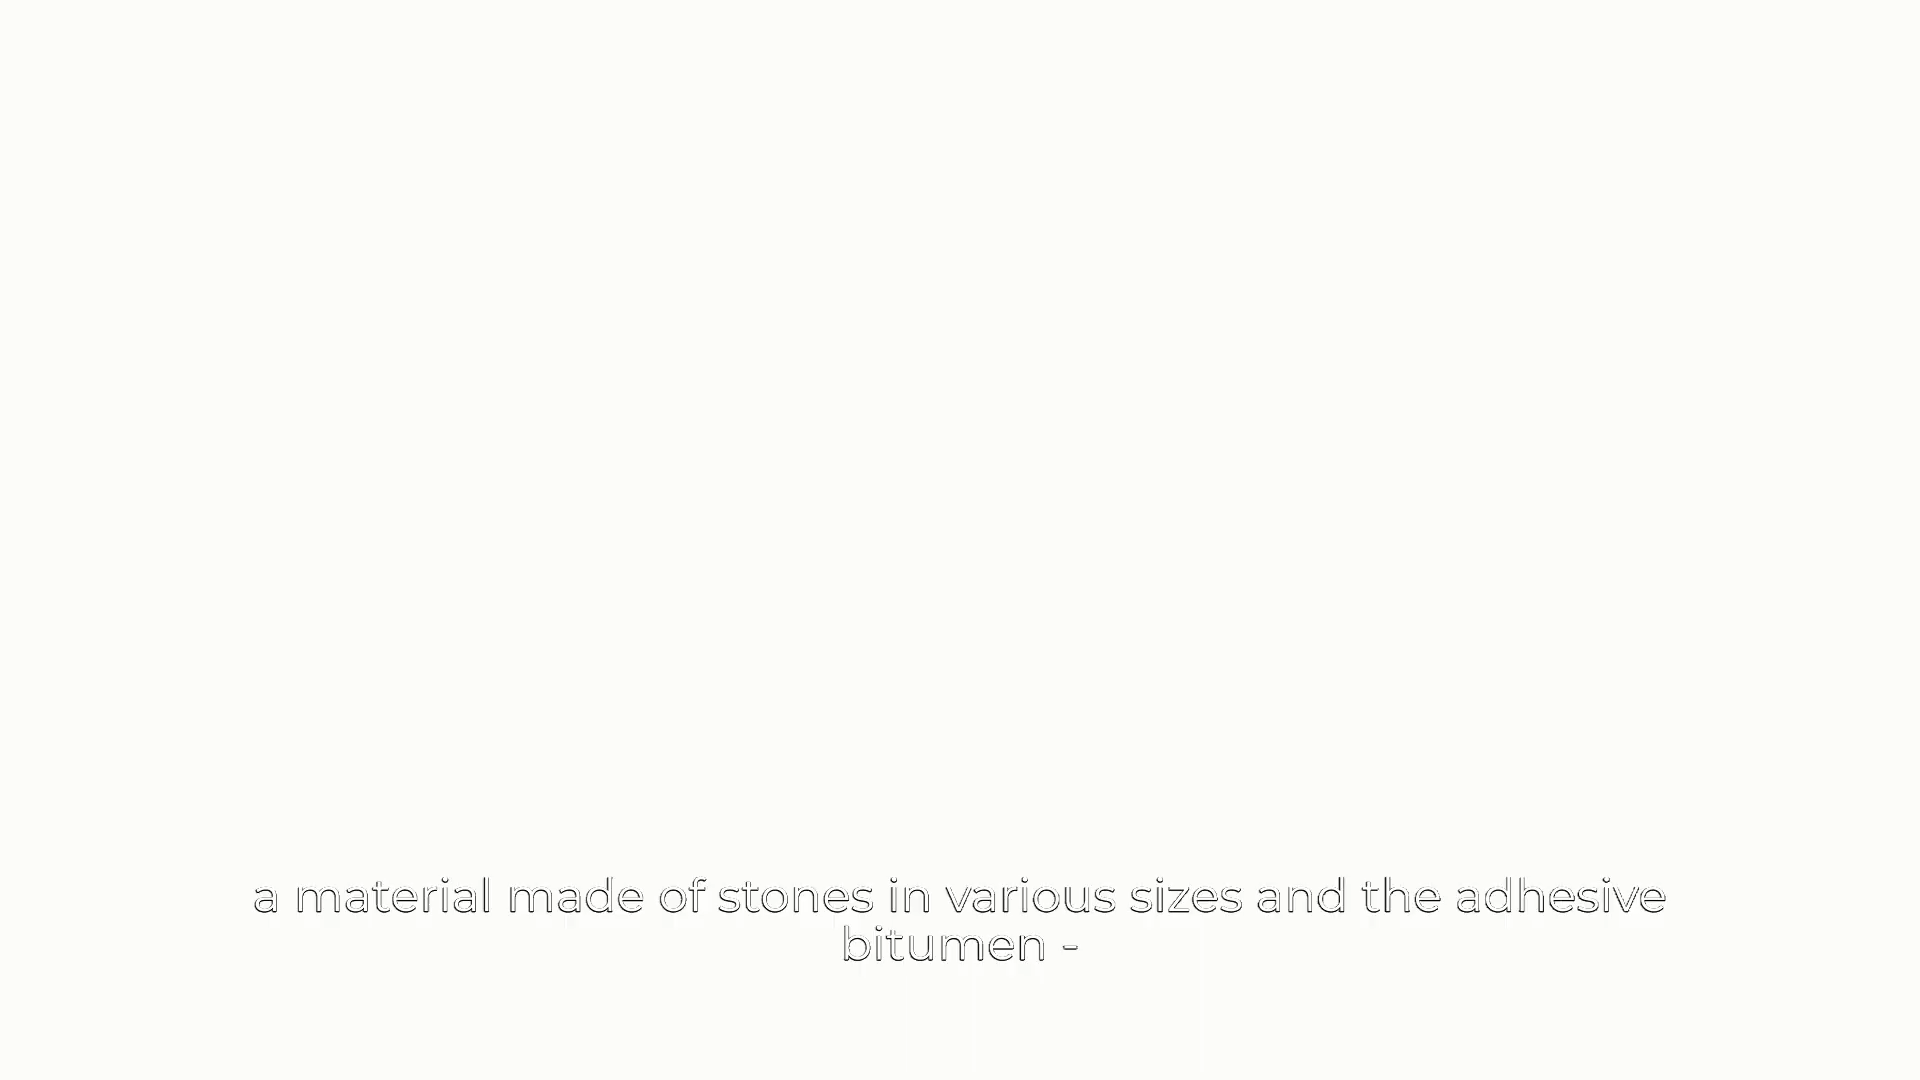 a material made of stones in various sizes and the adhesive
bitumen -